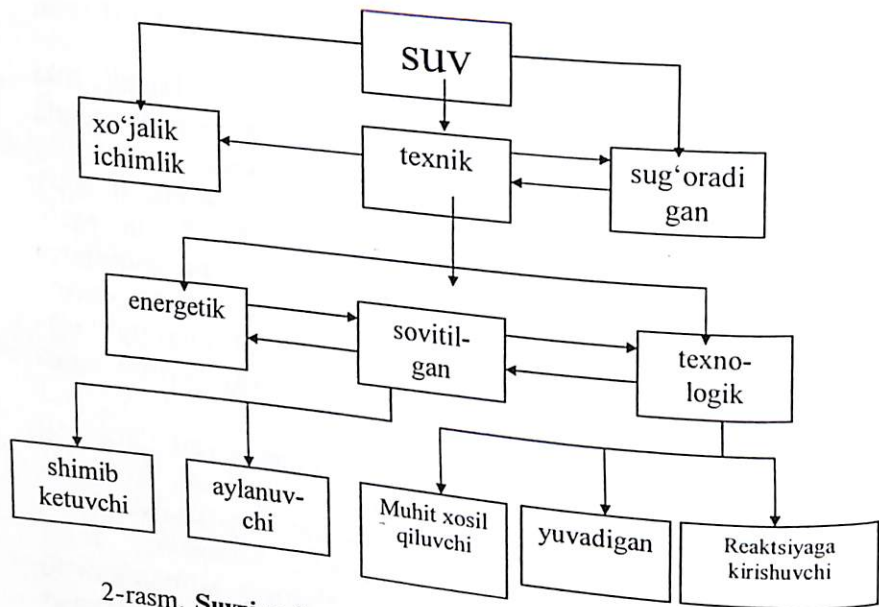 suv
xo‘jalik
ichimlik
texnik
sug‘oradi
gan
energetik
sovitil-
gan
texno-
logik
shimib
ketuvchi
aylanuv-
chi
Muhit xosil
qiluvchi
yuvadigan
Reaktsiyaga
kirishuvchi
2-rasm.